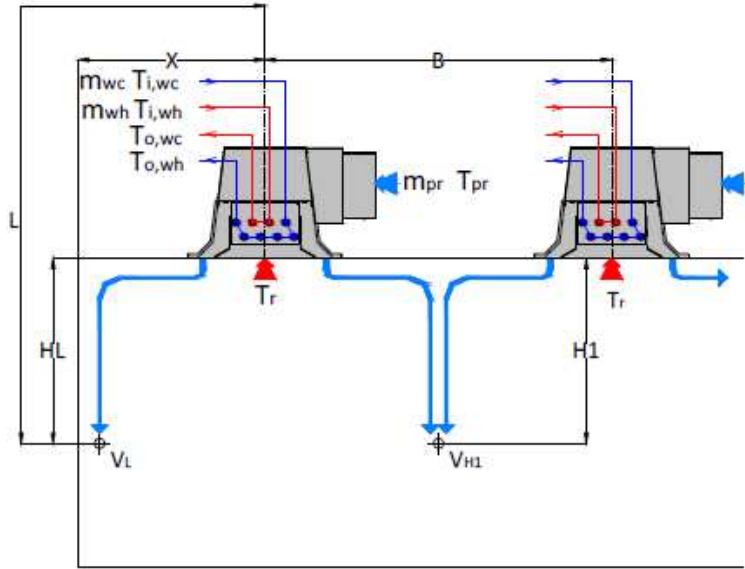 X B
mwc Ti,wc
mwh Ti,wh
To,wc
To,wh
mpr Tpr
L
Tr Tr
HL H1
VL VH1